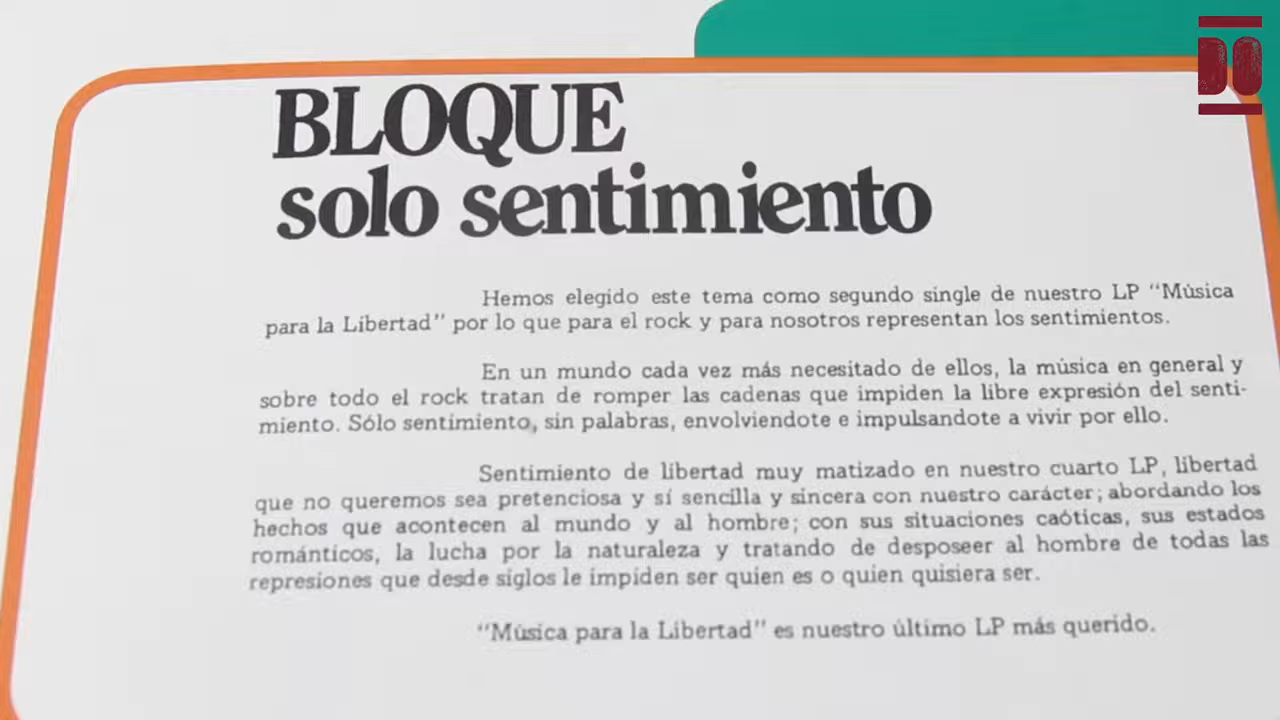 DO
BLOQUE
solo sentimiento
Hemos elegido este tema como segundo single de nuestro LP "Música
para la Libertad" por lo que para el rock y para nosotros representan los sentimientos.
En un mundo cada vez más necesitado de ellos, la música en general y
sobre todo el rock tratan de romper las cadenas que impiden la libre expresión del senti-
miento. Sólo sentimiento, sin palabras, envolviendote e impulsandote a vivir por ello.
Sentimiento de libertad muy matizado en nuestro cuarto LP, libertad
que no queremos sea pretenciosa y sí sencilla y sincera con nuestro carácter; abordando los
hechos que acontecen al mundo y al hombre; con sus situaciones caóticas, sus estados
románticos, la lucha por la naturaleza y tratando de desposeer al hombre de todas las
represiones que desde siglos le impiden ser quien es o quien quisiera ser.
"Música para la Libertad" es nuestro último LP más querido.